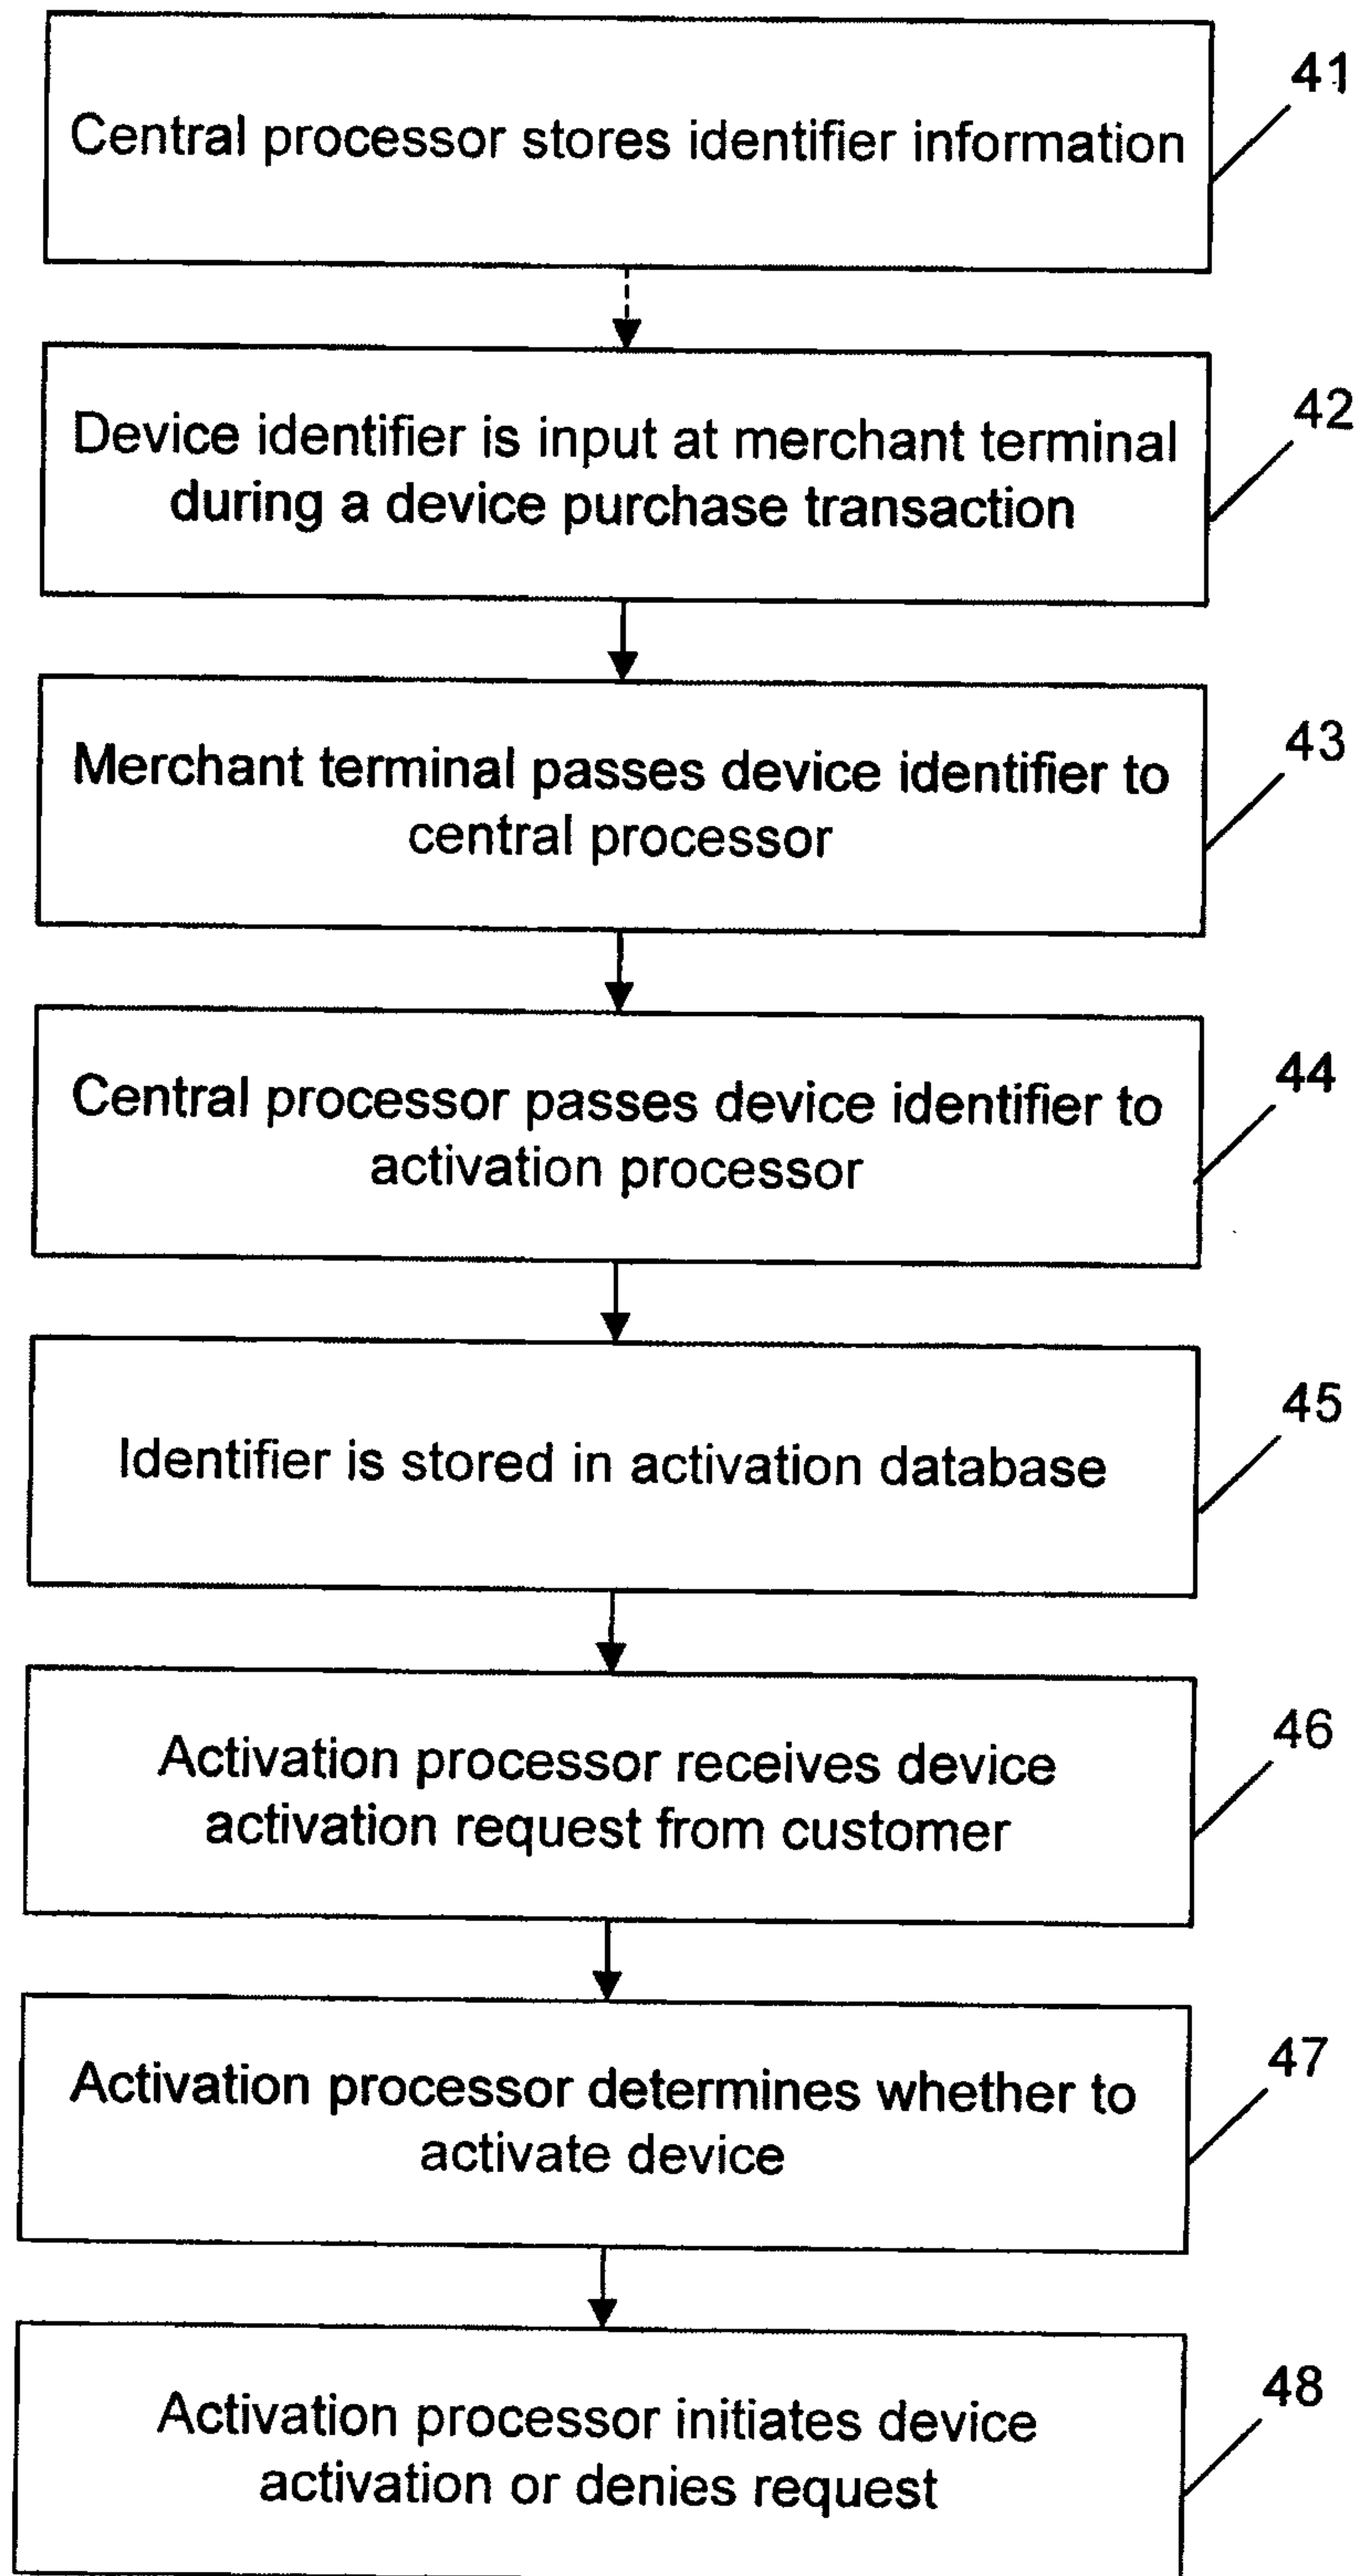 Central processor stores identifier information
41
Device identifier is input at merchant terminal
during a device purchase transaction
42
Merchant terminal passes device identifier to
central processor
43
Central processor passes device identifier to
activation processor
44
Identifier is stored in activation database
45
Activation processor receives device
activation request from customer
46
Activation processor determines whether to
activate device
47
Activation processor initiates device
activation or denies request
48